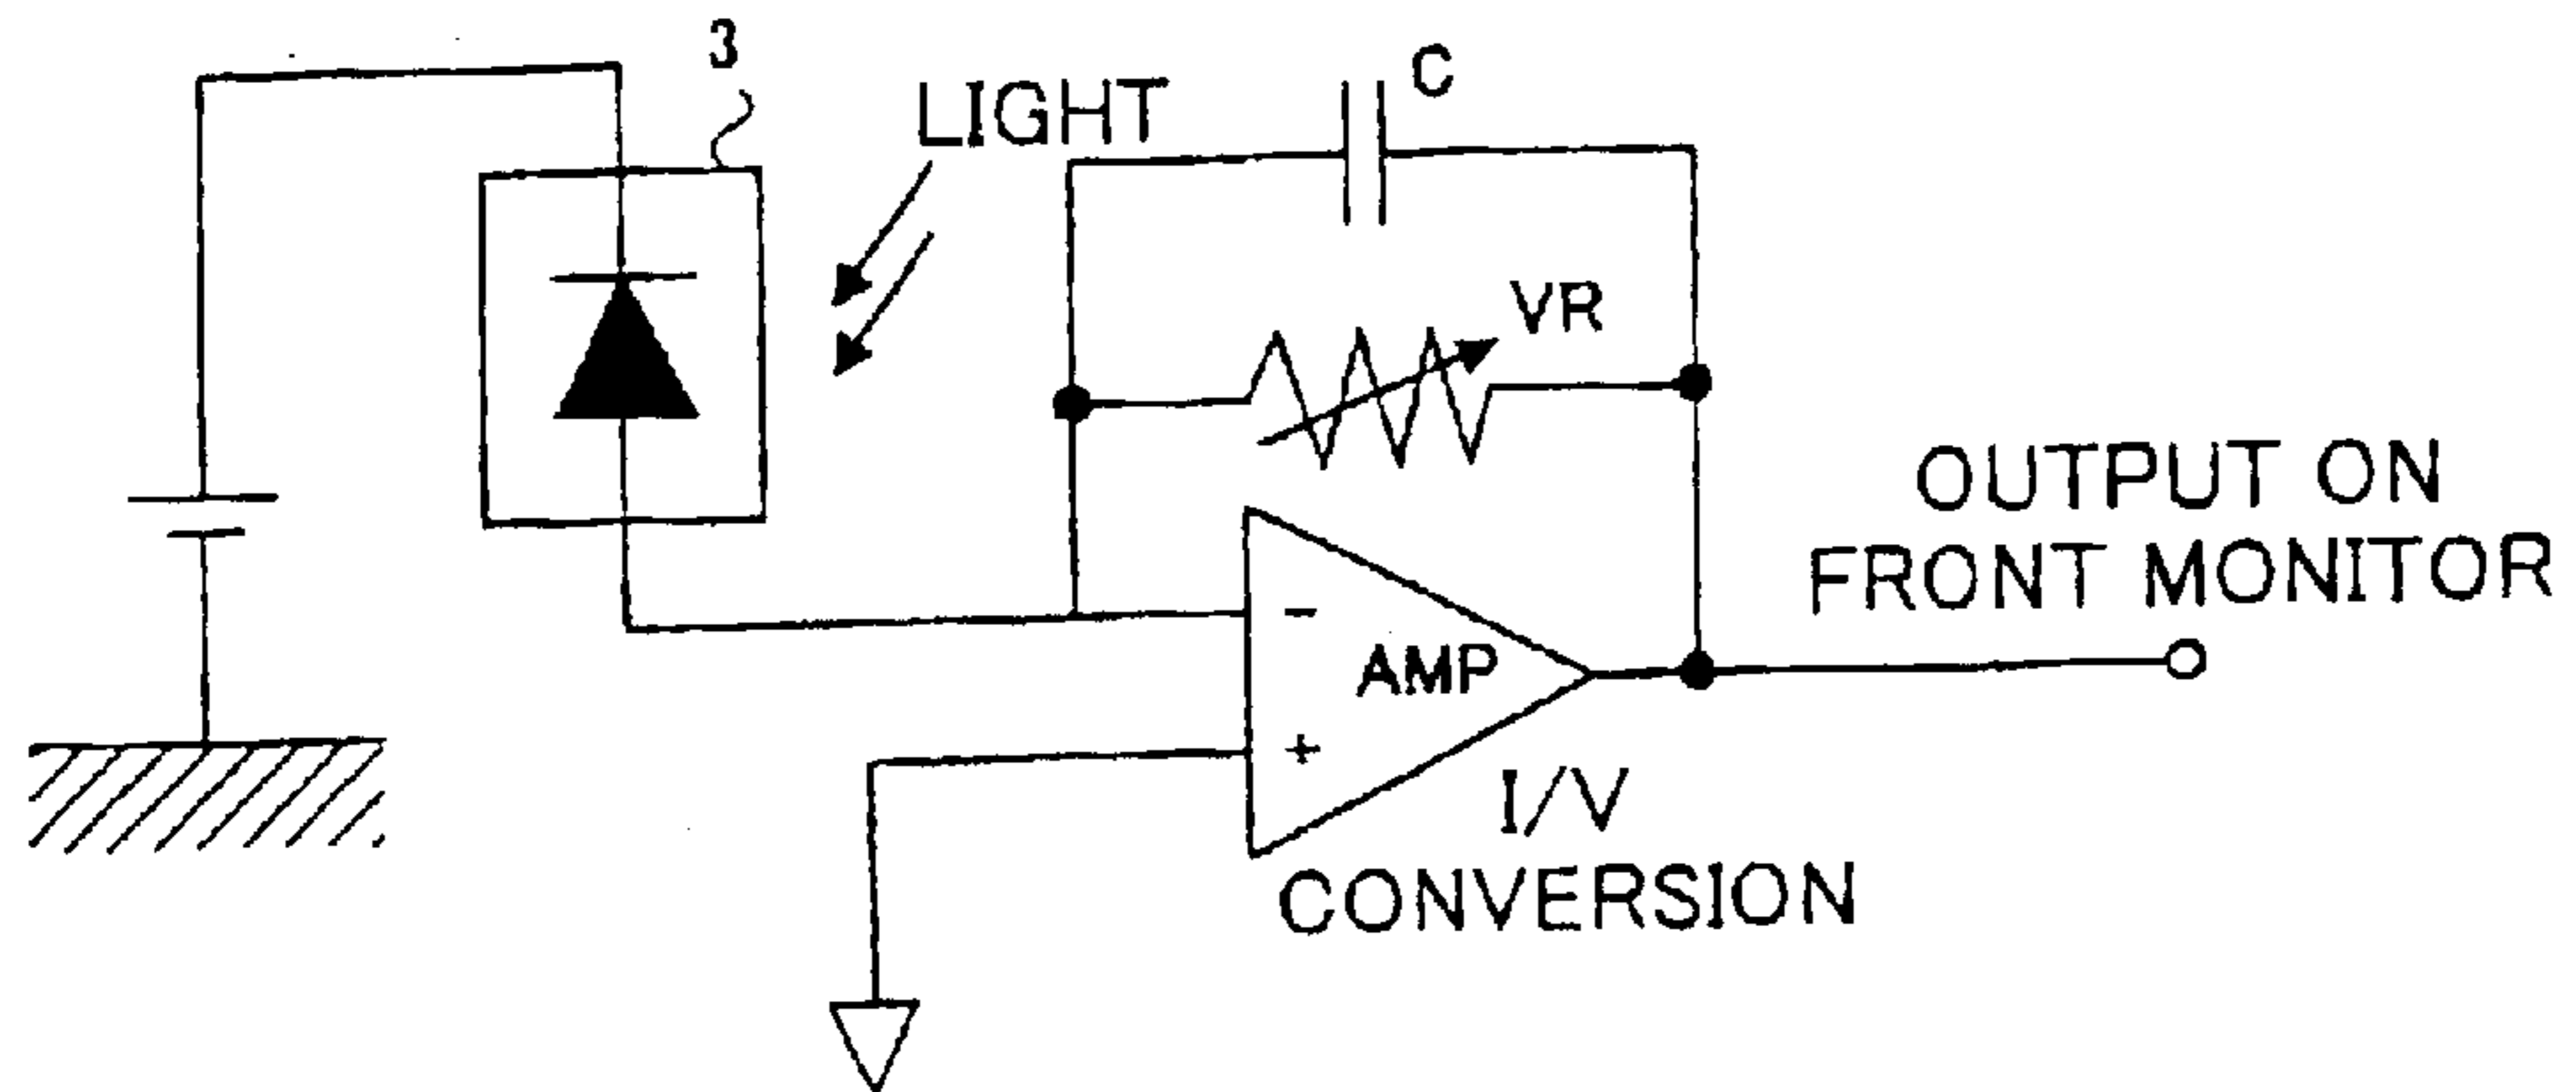 3
LIGHT
C
VR
OUTPUT ON
FRONT MONITOR
-
AMP
+
I/V
CONVERSION